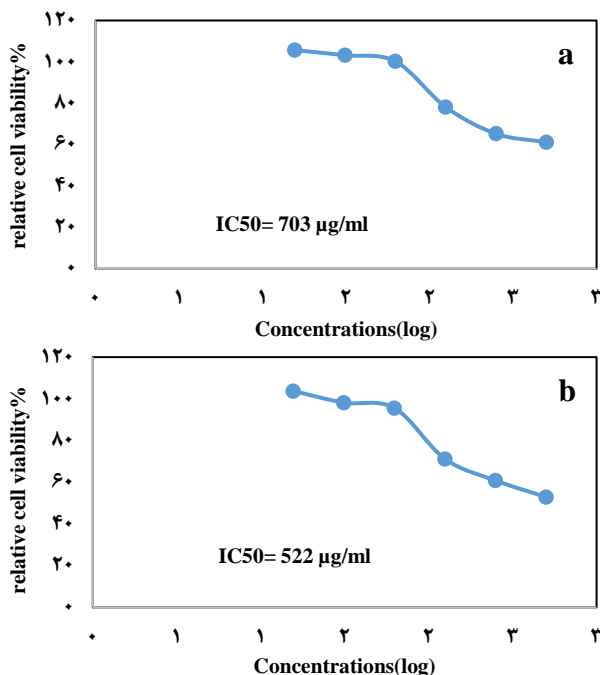 relative cell viability%
۱۲۰
۱۰۰
۸۰
۶۰
۴۰
۲۰
۰
a
IC50= 703 µg/ml
۰ ۱ ۱ ۲ ۲ ۳ ۳
Concentrations(log)
relative cell viability%
۱۲۰
۱۰۰
۸۰
۶۰
۴۰
۲۰
۰
b
IC50= 522 µg/ml
۰ ۱ ۱ ۲ ۲ ۳ ۳
Concentrations(log)